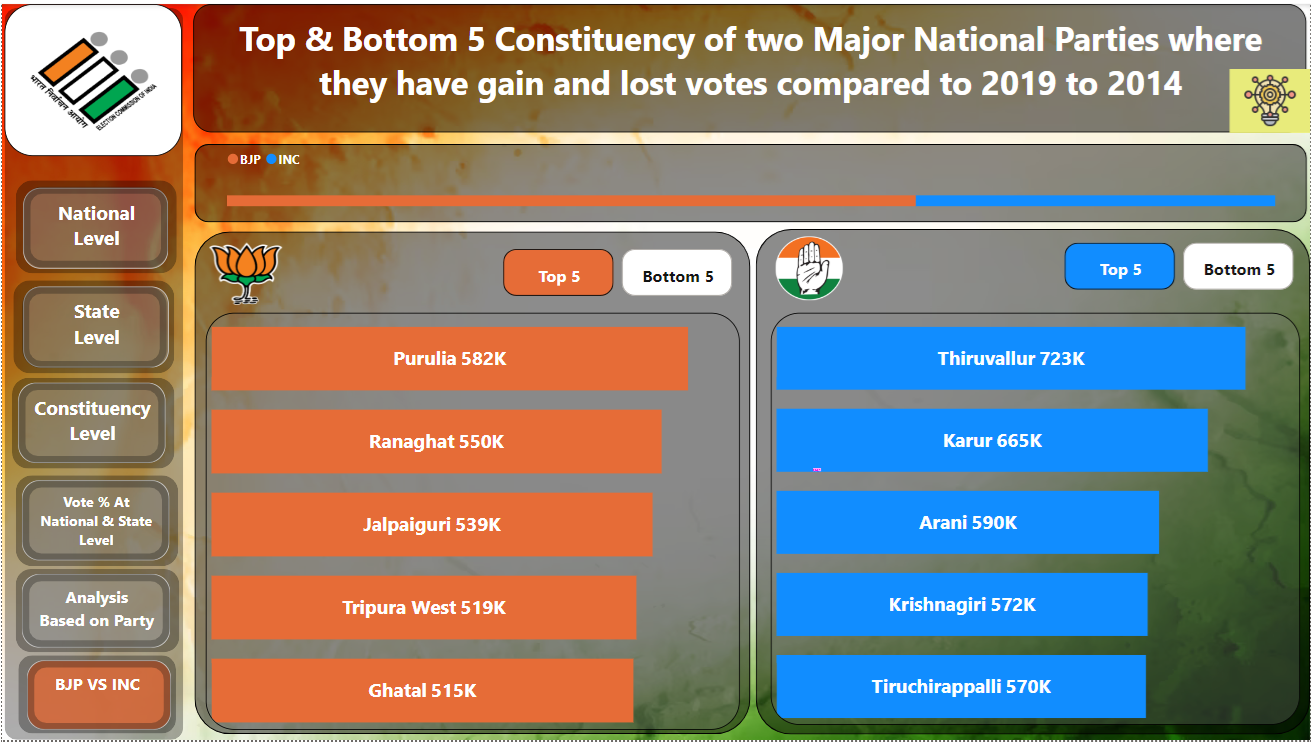 भारत निर्वाचन आयोग
ELECTION COMMISSION OF INDIA
Top & Bottom 5 Constituency of two Major National Parties where
they have gain and lost votes compared to 2019 to 2014
BJP INC
National
Level
State
Level
Constituency
Level
Vote % At
National & State
Level
Analysis
Based on Party
BJP VS INC
Top 5
Bottom 5
Purulia 582K
Ranaghat 550K
Jalpaiguri 539K
Tripura West 519K
Ghatal 515K
Top 5
Bottom 5
Thiruvallur 723K
Karur 665K
Arani 590K
Krishnagiri 572K
Tiruchirappalli 570K